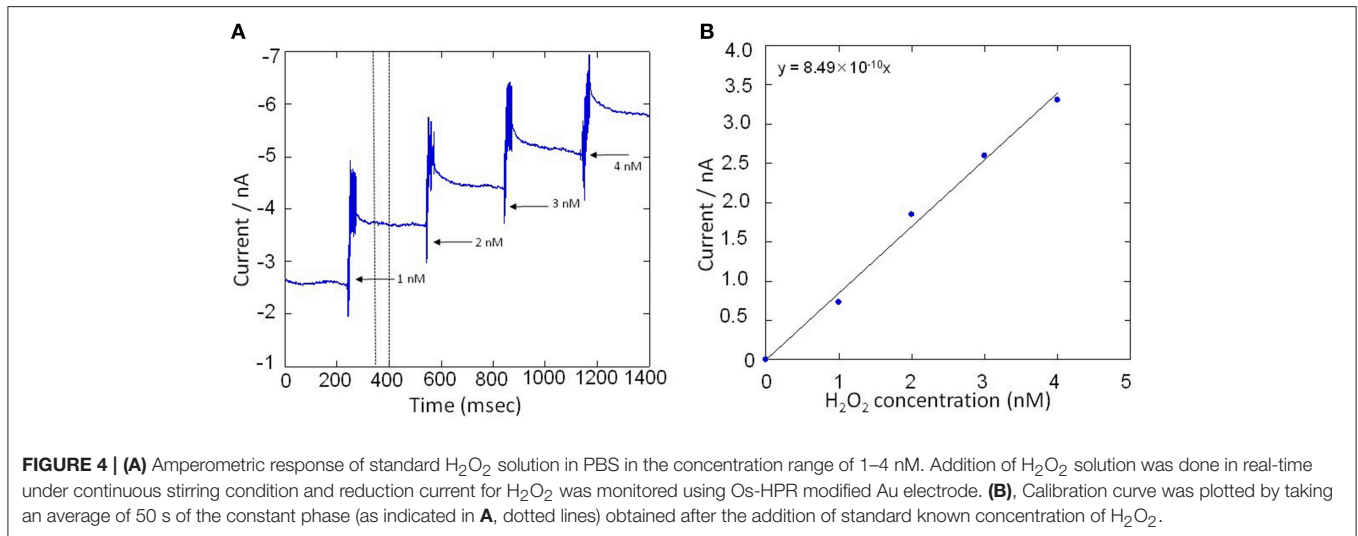 A
Current / nA
-7
-6
-5
-4
-3
-2
-1
1 nM
2 nM
3 nM
4 nM
0 200 400 600 800 1000 1200 1400
Time (msec)
B
Current / nA
4.0
3.5
3.0
2.5
2.0
1.5
1.0
0.5
0
y = 8.49×10⁻¹⁰x
0 1 2 3 4 5
H₂O₂ concentration (nM)
FIGURE 4 | (A) Amperometric response of standard H₂O₂ solution in PBS in the concentration range of 1–4 nM. Addition of H₂O₂ solution was done in real-time
under continuous stirring condition and reduction current for H₂O₂ was monitored using Os-HPR modified Au electrode. (B), Calibration curve was plotted by taking
an average of 50 s of the constant phase (as indicated in A, dotted lines) obtained after the addition of standard known concentration of H₂O₂.